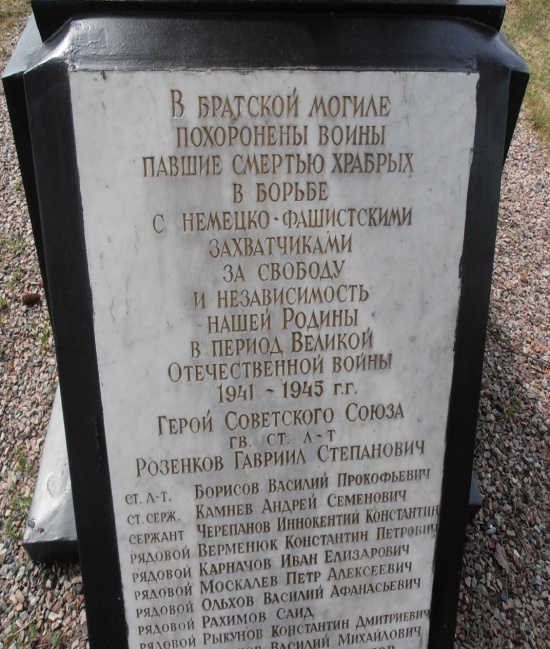 В БРАТСКОЙ МОГИЛЕ
ПОХОРОНЕНЫ ВОИНЫ
ПАВШИЕ СМЕРТЬЮ ХРАБРЫХ
В БОРЬБЕ
С НЕМЕЦКО-ФАШИСТСКИМИ
ЗАХВАТЧИКАМИ
ЗА СВОБОДУ
И НЕЗАВИСИМОСТЬ
НАШЕЙ РОДИНЫ
В ПЕРИОД ВЕЛИКОЙ
ОТЕЧЕСТВЕННОЙ ВОЙНЫ
1941 - 1945 Г.Г.
ГЕРОЙ СОВЕТСКОГО СОЮЗА
ГВ. СТ. Л-Т
РОЗЕНКОВ ГАВРИИЛ СТЕПАНОВИЧ
СТ. Л-Т. БОРИСОВ ВАСИЛИЙ ПРОКОФЬЕВИЧ
СТ. СЕРЖ. КАМНЕВ АНДРЕЙ СЕМЕНОВИЧ
СЕРЖАНТ ЧЕРЕПАНОВ ИННОКЕНТИЙ КОНСТАНТИН
РЯДОВОЙ ВЕРМЕНЮК КОНСТАНТИН ПЕТРОВИЧ
РЯДОВОЙ КАРНАЧОВ ИВАН ЕЛИЗАРОВИЧ
РЯДОВОЙ МОСКАЛЕВ ПЕТР АЛЕКСЕЕВИЧ
РЯДОВОЙ ОЛЬХОВ ВАСИЛИЙ АФАНАСЬЕВИЧ
РЯДОВОЙ РАХИМОВ САИД
РЯДОВОЙ РЫКУНОВ КОНСТАНТИН ДМИТРИЕВИЧ
ВАСИЛИЙ МИХАЙЛОВИЧ